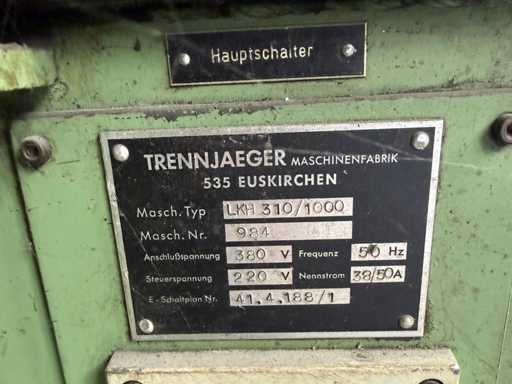 Hauptschalter
TRENNJAEGER MASCHINENFABRIK
535 EUSKIRCHEN
Masch. Typ LKH 310/1000
Masch. Nr. 984
Anschlußspannung 380 V Frequenz 50 Hz
Steuerspannung 220 V Nennstrom 38/50A
E-Schaltplan Nr. 41.4.188/1